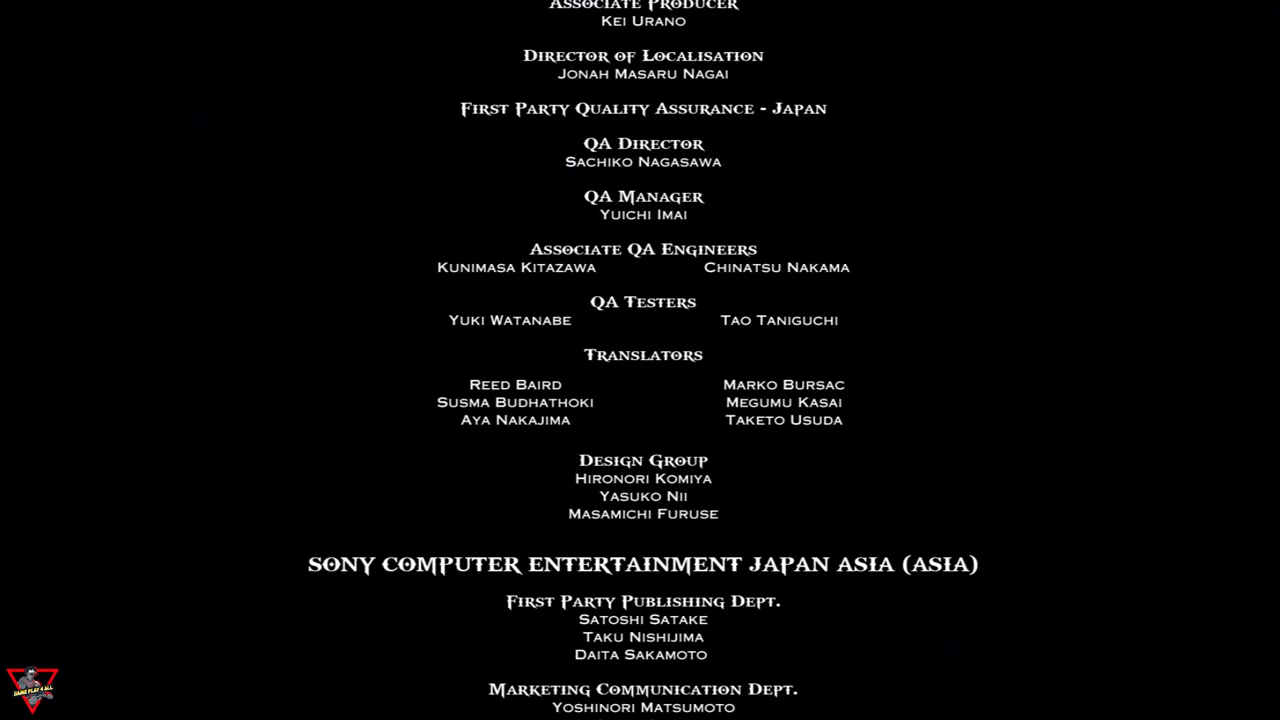 Associate Producer
Kei Urano
Director of Localisation
Jonah Masaru Nagai
First Party Quality Assurance - Japan
QA Director
Sachiko Nagasawa
QA Manager
Yuichi Imai
Associate QA Engineers
Kunimasa Kitazawa Chinatsu Nakama
QA Testers
Yuki Watanabe Tao Taniguchi
Translators
Reed Baird Marko Bursac
Susma Budhathoki Megumu Kasai
Aya Nakajima Taketo Usuda
Design Group
Hironori Komiya
Yasuko Nii
Masamichi Furuse
SONY COMPUTER ENTERTAINMENT JAPAN ASIA (ASIA)
First Party Publishing Dept.
Satoshi Satake
Taku Nishijima
Daita Sakamoto
Marketing Communication Dept.
Yoshinori Matsumoto
GAME PLAY 4 ALL